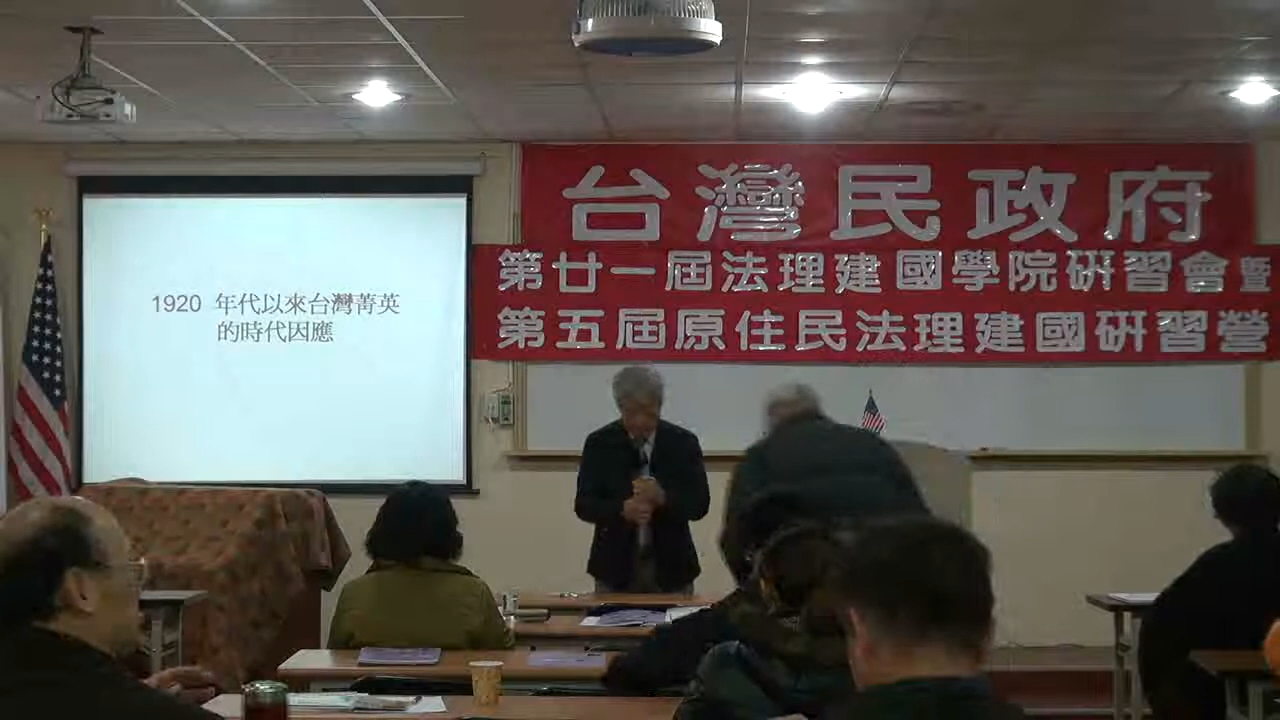 1920 年代以來台灣菁英
的時代因應
台灣民政府
第廿一屆法理建國學院研習會暨
第五屆原住民法理建國研習營